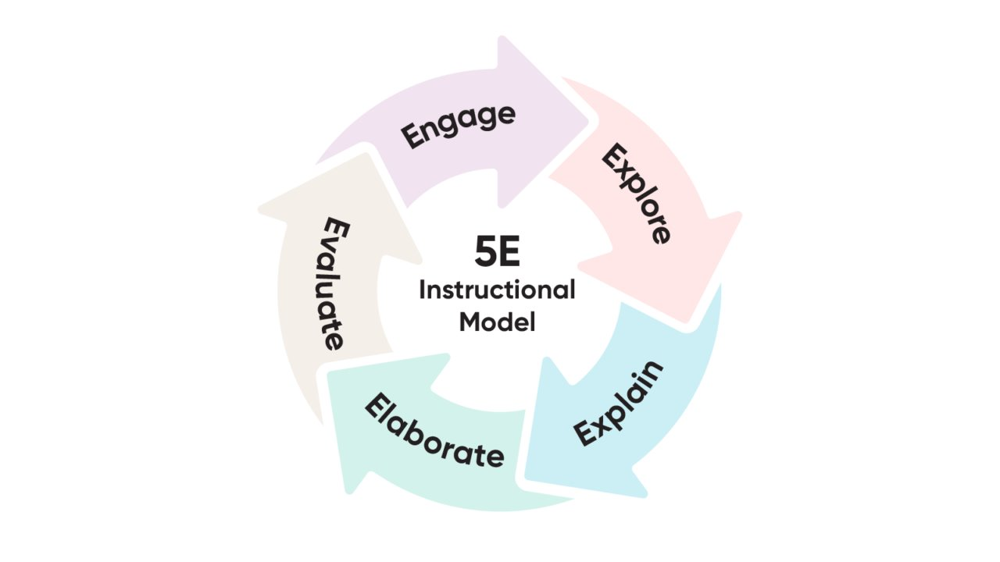 5E
Instructional
Model
Engage
Explore
Explain
Elaborate
Evaluate